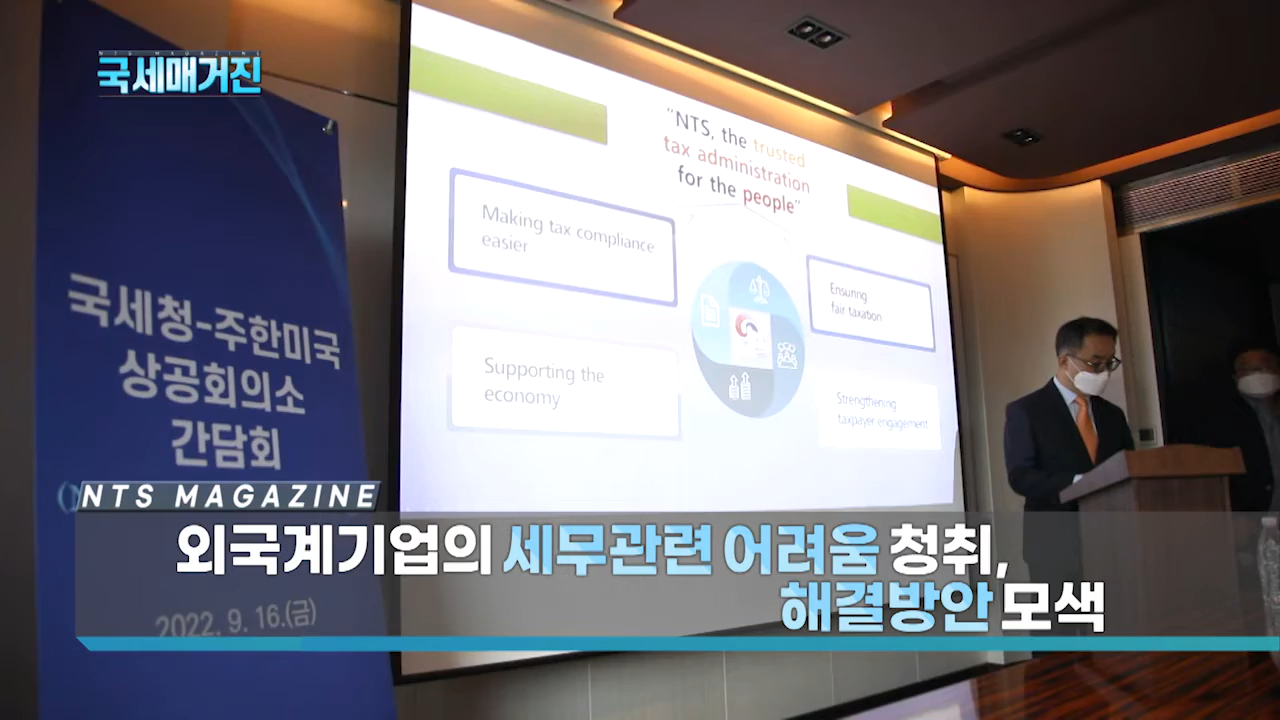 NTS MAGAZINE
국세매거진
"NTS, the trusted
tax administration
for the people"
Making tax compliance
easier
Ensuring
fair taxation
Supporting the
economy
Strengthening
taxpayer engagement
국세청-주한미국
상공회의소
간담회
2022. 9. 16.(금)
NTS MAGAZINE
외국계기업의 세무관련 어려움 청취,
해결방안 모색